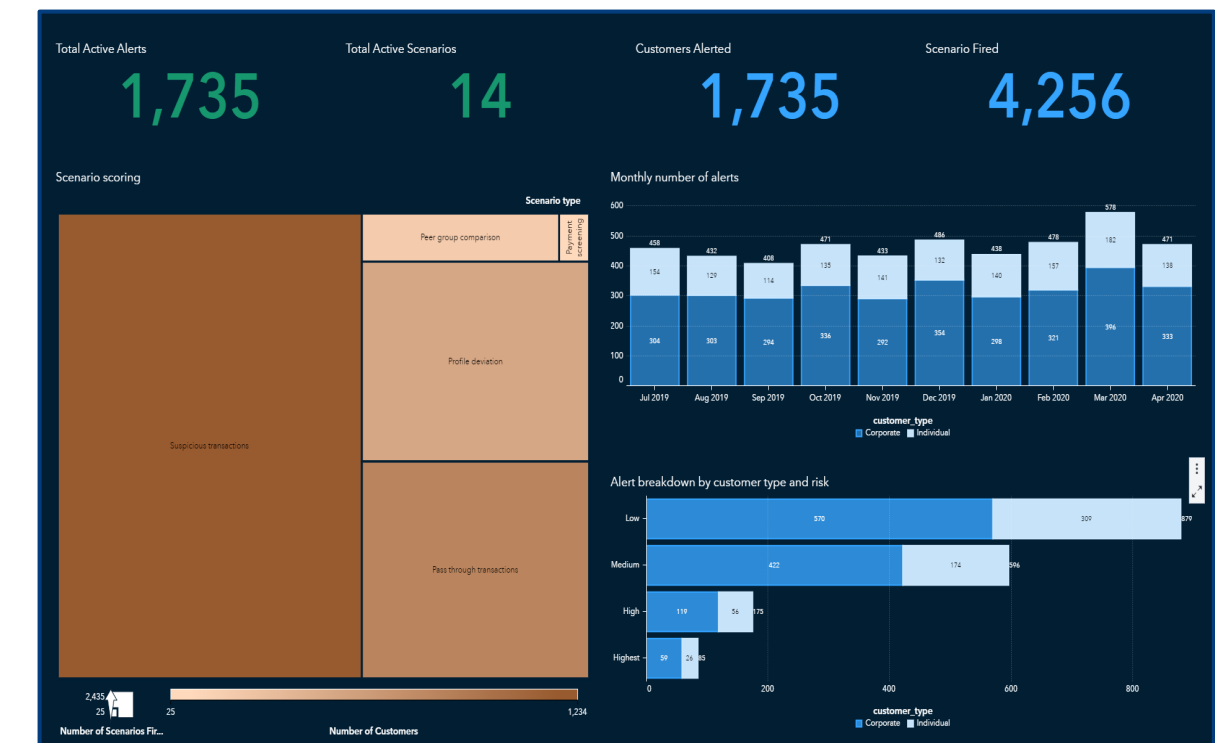 Total Active Alerts
Total Active Scenarios
Customers Alerted
Scenario Fired
1,735
14
1,735
4,256
Scenario scoring
Scenario type
Peer group comparison
Payment
screening
Profile deviation
Suspicious transactions
Pass through transactions
2,435
25
25
1,234
Number of Scenarios Fir...
Number of Customers
Monthly number of alerts
600
500
400
300
200
100
0
458
432
408
471
433
486
438
478
578
471
154
129
114
135
141
132
140
157
182
138
304
303
294
336
292
354
298
321
396
333
Jul 2019
Aug 2019
Sep 2019
Oct 2019
Nov 2019
Dec 2019
Jan 2020
Feb 2020
Mar 2020
Apr 2020
customer_type
Corporate
Individual
Alert breakdown by customer type and risk
Low
570
309
879
Medium
422
174
596
High
119
56
175
Highest
59
26
85
0
200
400
600
800
customer_type
Corporate
Individual